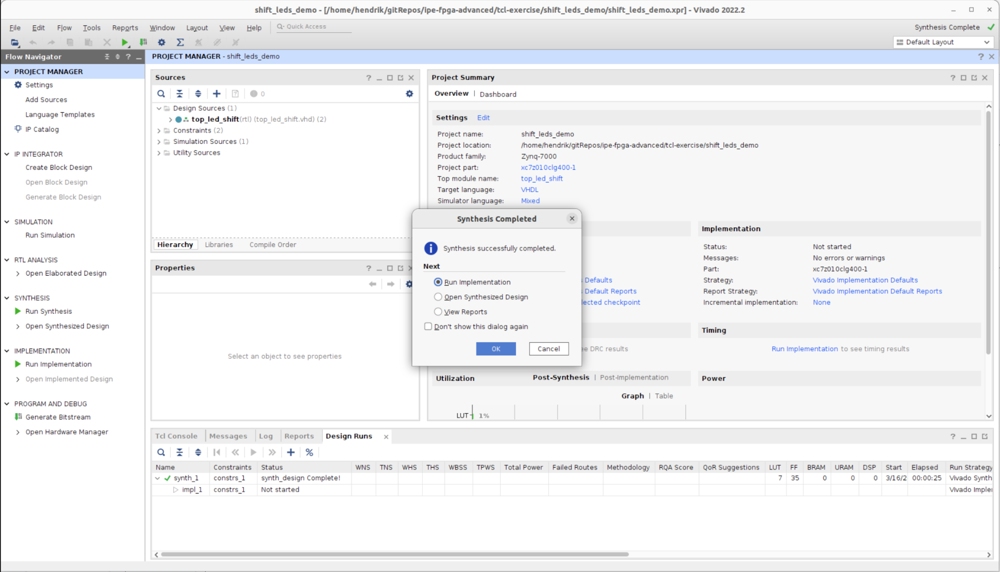 shift_leds_demo - [/home/hendrik/gitRepos/ipe-fpga-advanced/tcl-exercise/shift_leds_demo/shift_leds_demo.xpr] - Vivado 2022.2
File Edit Flow Tools Reports Window Layout View Help Quick Access
Synthesis Complete
Default Layout
Flow Navigator
PROJECT MANAGER
Settings
Add Sources
Language Templates
IP Catalog
IP INTEGRATOR
Create Block Design
Open Block Design
Generate Block Design
SIMULATION
Run Simulation
RTL ANALYSIS
Open Elaborated Design
SYNTHESIS
Run Synthesis
Open Synthesized Design
IMPLEMENTATION
Run Implementation
Open Implemented Design
PROGRAM AND DEBUG
Generate Bitstream
Open Hardware Manager
PROJECT MANAGER - shift_leds_demo
Sources
0
Design Sources (1)
top_led_shift(rtl) (top_led_shift.vhd) (2)
Constraints (2)
Simulation Sources (1)
Utility Sources
Hierarchy Libraries Compile Order
Properties
Select an object to see properties
Project Summary
Overview | Dashboard
Settings Edit
Project name: shift_leds_demo
Project location: /home/hendrik/gitRepos/ipe-fpga-advanced/tcl-exercise/shift_leds_demo
Product family: Zynq-7000
Project part: xc7z010clg400-1
Top module name: top_led_shift
Target language: VHDL
Simulator language: Mixed
Synthesis Completed
Synthesis successfully completed.
Next
Run Implementation
Open Synthesized Design
View Reports
Don't show this dialog again
OK Cancel
s Defaults
s Default Reports
lected checkpoint
ee DRC results
Implementation
Status: Not started
Messages: No errors or warnings
Part: xc7z010clg400-1
Strategy: Vivado Implementation Defaults
Report Strategy: Vivado Implementation Default Reports
Incremental implementation: None
Timing
Run Implementation to see timing results
Utilization Post-Synthesis | Post-Implementation
Graph | Table
LUT 1%
Power
Tcl Console Messages Log Reports Design Runs
Name Constraints Status WNS TNS WHS THS WBSS TPWS Total Power Failed Routes Methodology RQA Score QoR Suggestions LUT FF BRAM URAM DSP Start Elapsed Run Strategy
synth_1 constrs_1 synth_design Complete! 7 35 0 0 0 3/16/2 00:00:25 Vivado Synth
impl_1 constrs_1 Not started Vivado Imple